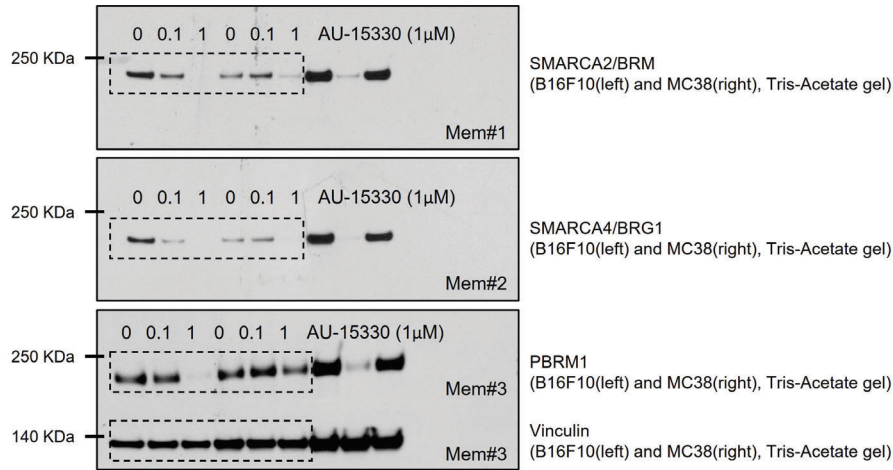 0 0.1 1 0 0.1 1 AU-15330 (1µM)
250 KDa
SMARCA2/BRM
(B16F10(left) and MC38(right), Tris-Acetate gel)
Mem#1
0 0.1 1 0 0.1 1 AU-15330 (1µM)
250 KDa
SMARCA4/BRG1
(B16F10(left) and MC38(right), Tris-Acetate gel)
Mem#2
0 0.1 1 0 0.1 1 AU-15330 (1µM)
250 KDa
PBRM1
(B16F10(left) and MC38(right), Tris-Acetate gel)
Mem#3
140 KDa
Vinculin
(B16F10(left) and MC38(right), Tris-Acetate gel)
Mem#3